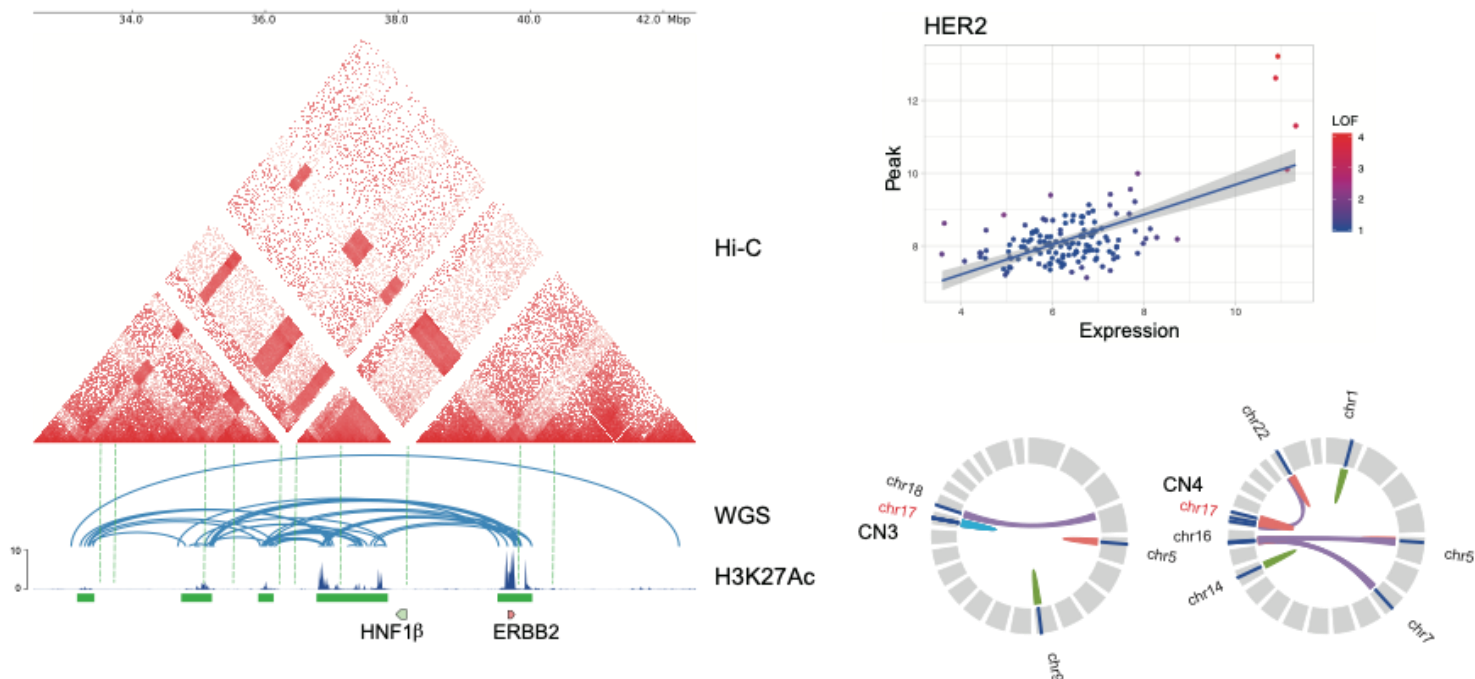 34.0 36.0 38.0 40.0 42.0 Mbp
Hi-C
WGS
10
0
H3K27Ac
HNF1β ERBB2
HER2
12
10
8
Peak
4 6 8 10
Expression
LOF
4
3
2
1
chr18
chr17
CN3
chr5
chr9
chr1
chr22
CN4
chr17
chr16
chr14
chr5
chr7